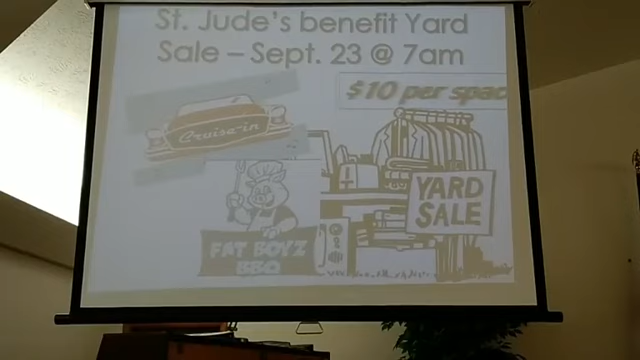 St. Jude's benefit Yard
Sale – Sept. 23 @ 7am
$10 per spac
Cruise-in
YARD
SALE
FAT BOYZ
BBQ